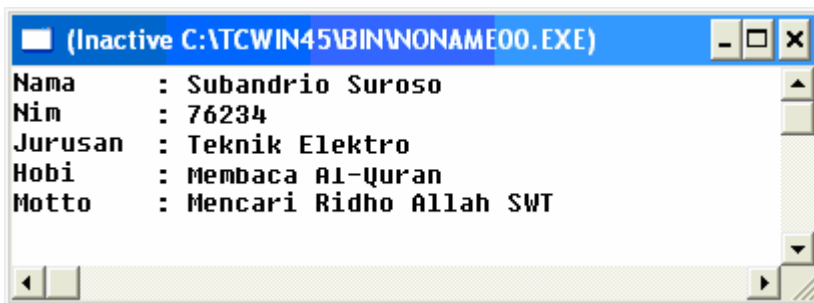 (Inactive C:\TCWIN45\BIN\NONAME00.EXE)
Nama : Subandrio Suroso
Nim : 76234
Jurusan : Teknik Elektro
Hobi : Membaca Al-Quran
Motto : Mencari Ridho Allah SWT